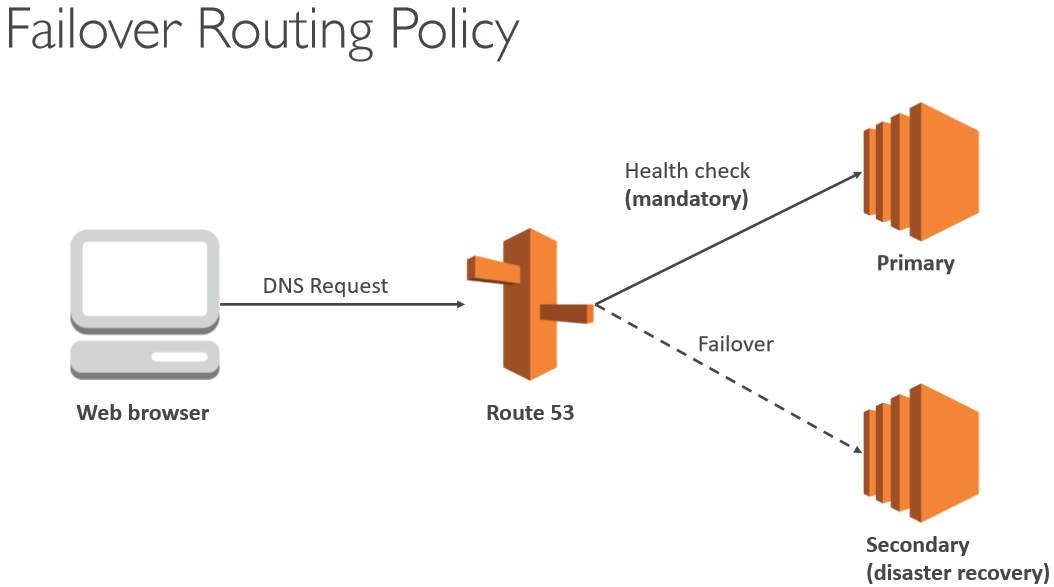 Failover Routing Policy
Health check
(mandatory)
Primary
DNS Request
Failover
Web browser
Route 53
Secondary
(disaster recovery)